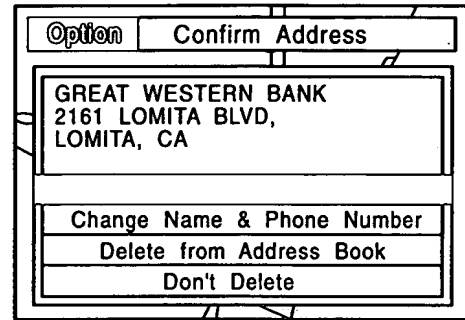 Option Confirm Address
GREAT WESTERN BANK
2161 LOMITA BLVD,
LOMITA, CA
Change Name & Phone Number
Delete from Address Book
Don't Delete